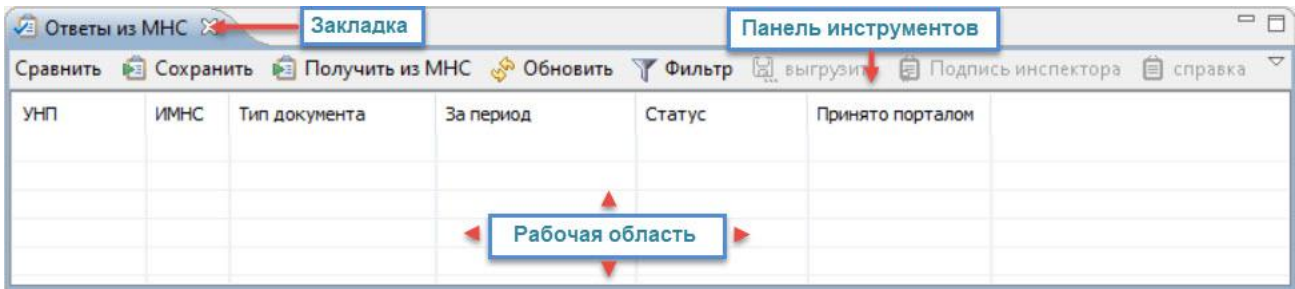 Ответы из МНС
Закладка
Панель инструментов
Сравнить Сохранить Получить из МНС Обновить Фильтр выгрузить Подпись инспектора справка
УНП ИМНС Тип документа За период Статус Принято порталом
Рабочая область